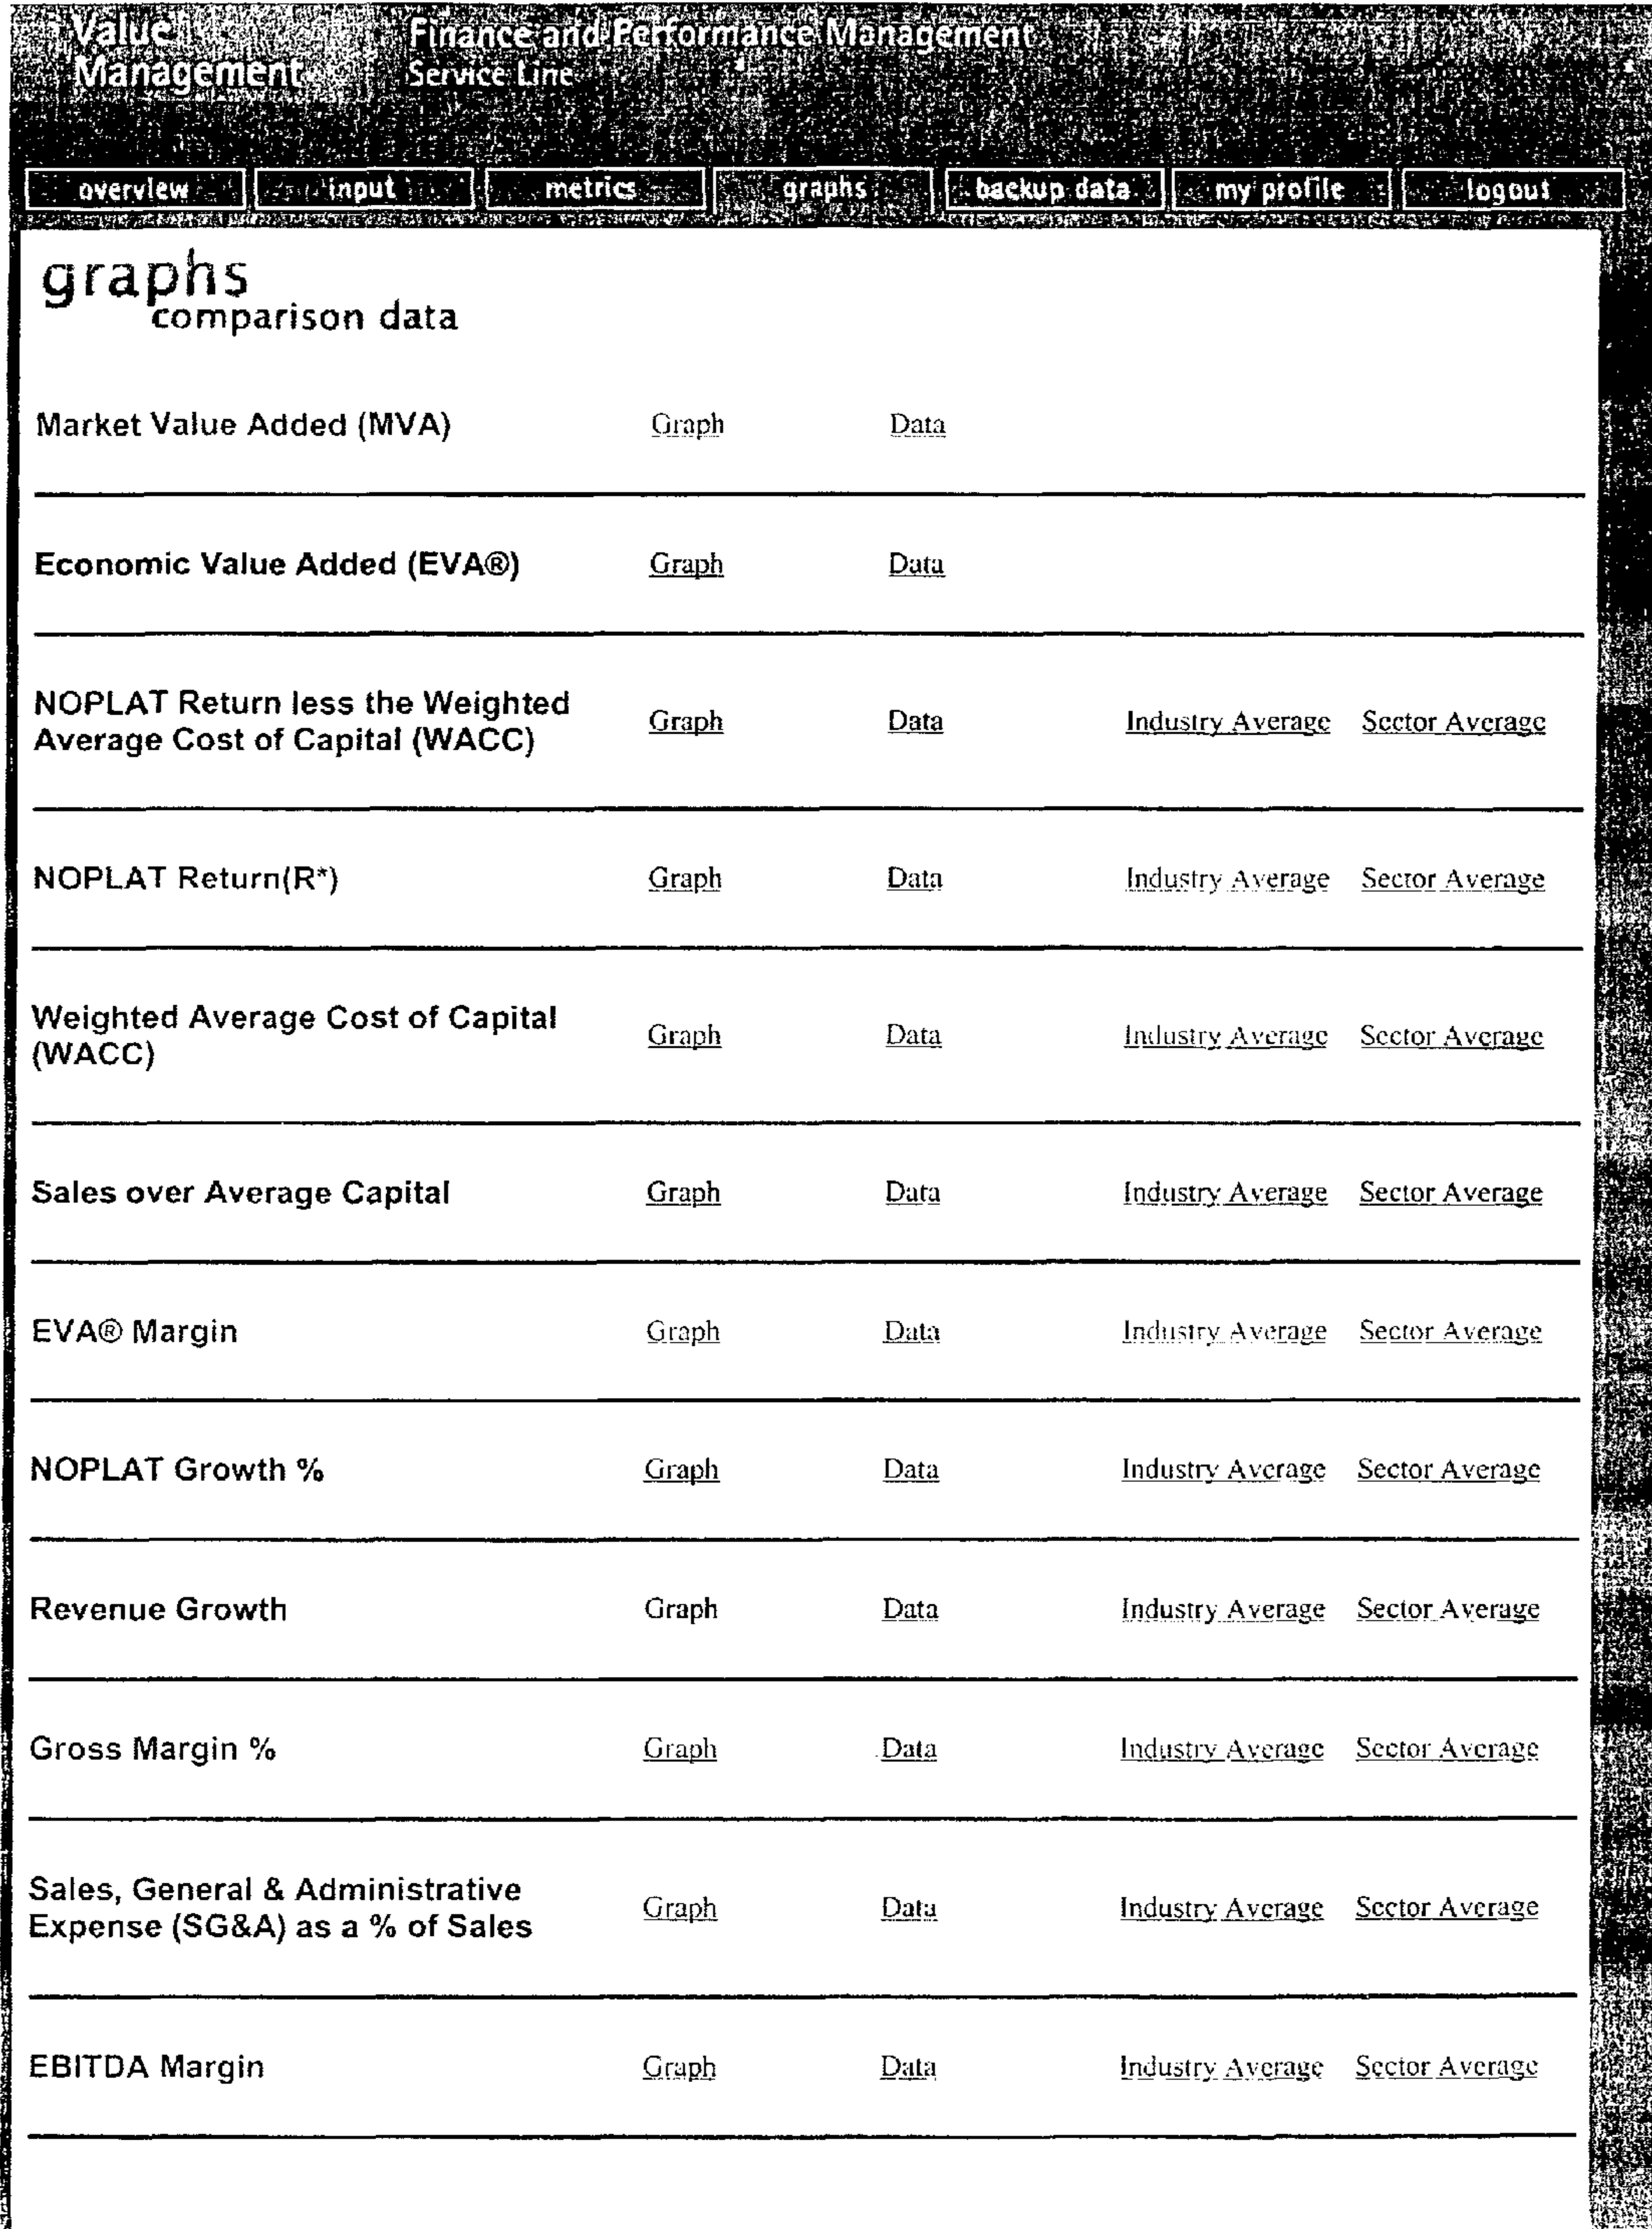 Value
Management
Finance and Performance Management
Service Line
overview input metrics graphs backup data my profile logout
graphs
comparison data
Market Value Added (MVA) Graph Data
Economic Value Added (EVA®) Graph Data
NOPLAT Return less the Weighted
Average Cost of Capital (WACC) Graph Data Industry Average Sector Average
NOPLAT Return(R*) Graph Data Industry Average Sector Average
Weighted Average Cost of Capital
(WACC) Graph Data Industry Average Sector Average
Sales over Average Capital Graph Data Industry Average Sector Average
EVA® Margin Graph Data Industry Average Sector Average
NOPLAT Growth % Graph Data Industry Average Sector Average
Revenue Growth Graph Data Industry Average Sector Average
Gross Margin % Graph Data Industry Average Sector Average
Sales, General & Administrative
Expense (SG&A) as a % of Sales Graph Data Industry Average Sector Average
EBITDA Margin Graph Data Industry Average Sector Average